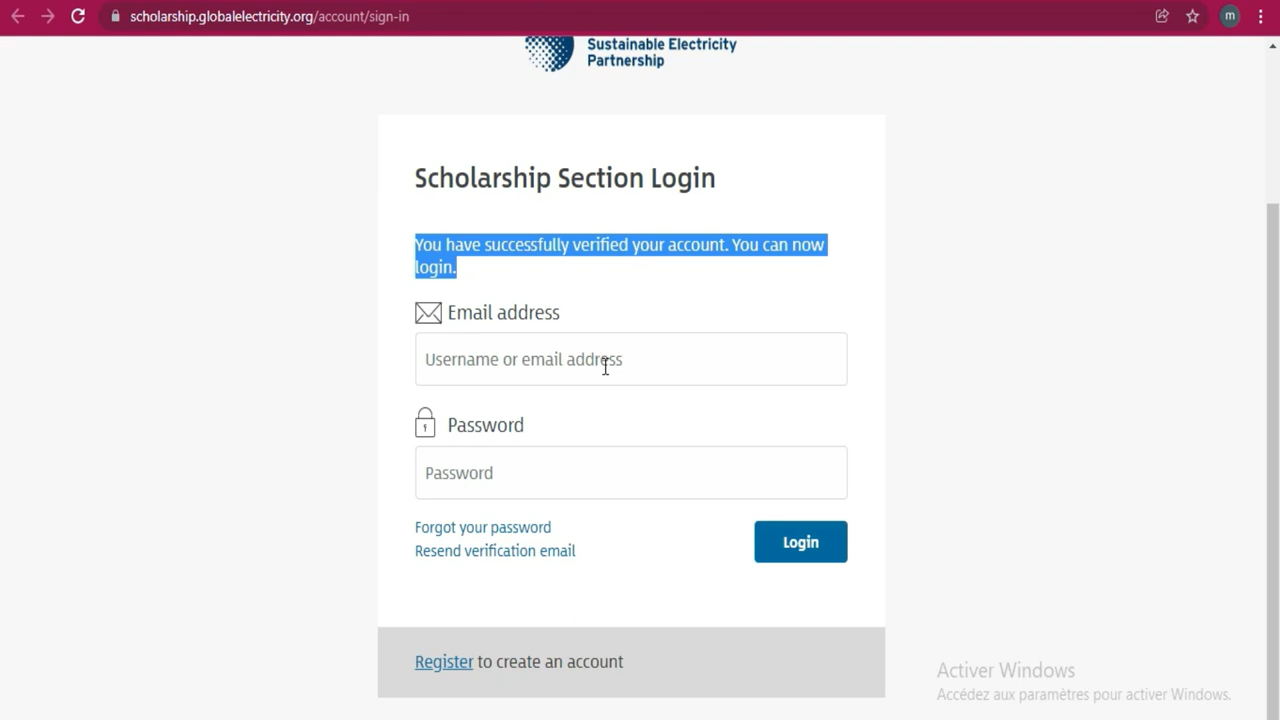 scholarship.globalelectricity.org/account/sign-in
m
Sustainable Electricity
Partnership
Scholarship Section Login
You have successfully verified your account. You can now
login.
Email address
Username or email address
Password
Password
Forgot your password
Resend verification email
Login
Register to create an account
Activer Windows
Accédez aux paramètres pour activer Windows.